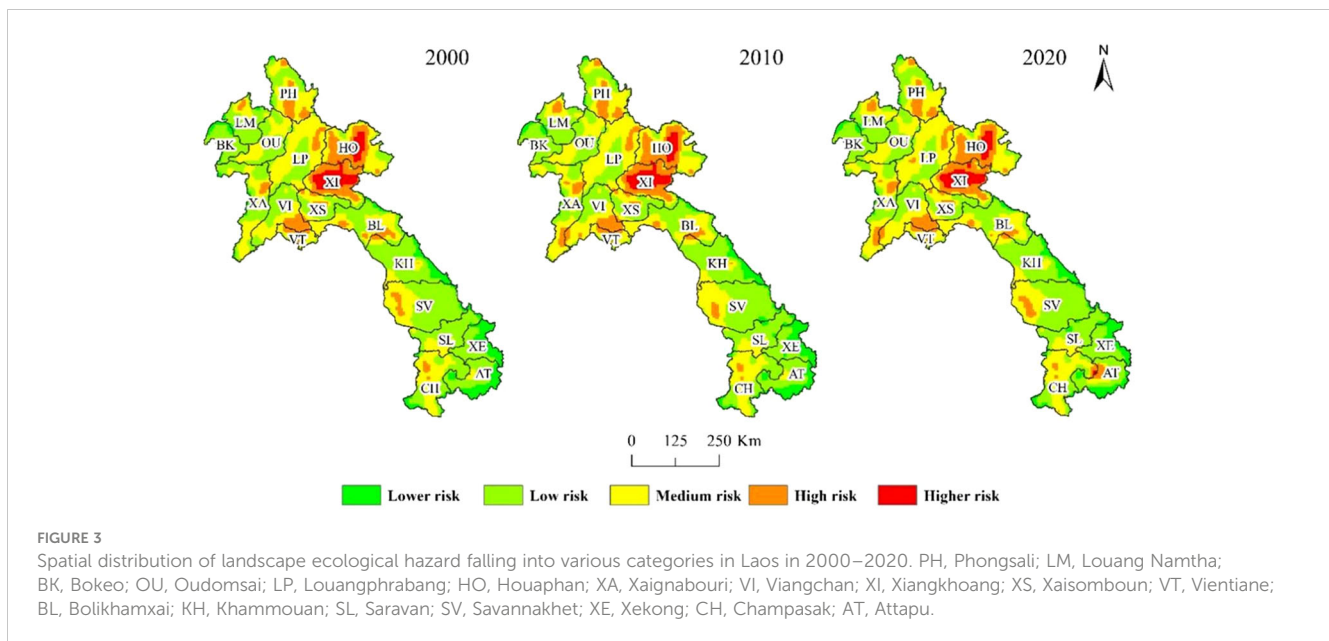 2000 2010 2020 N
PH PH PH
LM LM LM
BK OU HO BK OU HO BK OU HO
LP LP LP
XI XI XI
XA VI XS XA VI XS XA VI XS
VT BL VT BL VT BL
KH KH KH
SV SV SV
SL XE SL XE SL XE
CH AT CH AT CH AT
0 125 250 Km
Lower risk Low risk Medium risk High risk Higher risk
FIGURE 3
Spatial distribution of landscape ecological hazard falling into various categories in Laos in 2000–2020. PH, Phongsali; LM, Louang Namtha;
BK, Bokeo; OU, Oudomsai; LP, Louangphrabang; HO, Houaphan; XA, Xaignabouri; VI, Viangchan; XI, Xiangkhoang; XS, Xaisomboun; VT, Vientiane;
BL, Bolikhamxai; KH, Khammouan; SL, Saravan; SV, Savannakhet; XE, Xekong; CH, Champasak; AT, Attapu.